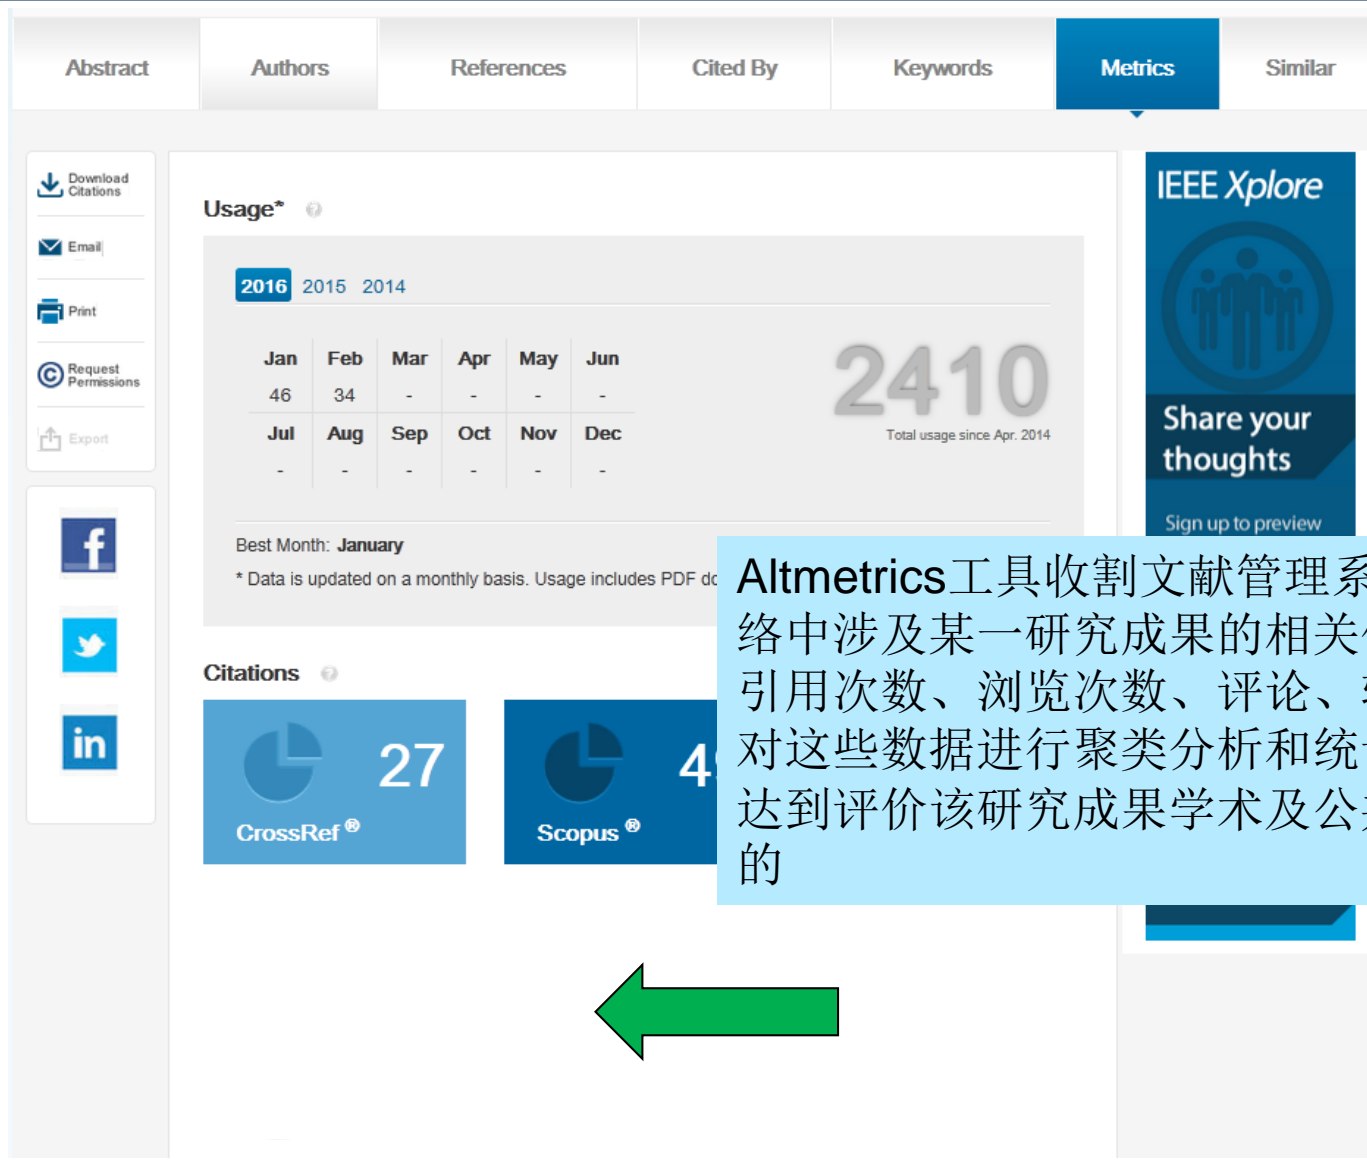 Abstract Authors References Cited By Keywords Metrics Similar
Download
Citations
Email
Print
Request
Permissions
Export
Usage*
2016 2015 2014
Jan Feb Mar Apr May Jun
46 34 - - - -
Jul Aug Sep Oct Nov Dec
- - - - - -
2410
Total usage since Apr. 2014
Best Month: January
* Data is updated on a monthly basis. Usage includes PDF
Citations
27
CrossRef ®
4
Scopus ®
IEEE Xplore
Share your
thoughts
Sign up to preview
Altmetrics工具收割文献管理系
络中涉及某一研究成果的相关
引用次数、浏览次数、评论、
对这些数据进行聚类分析和统
达到评价该研究成果学术及公
的